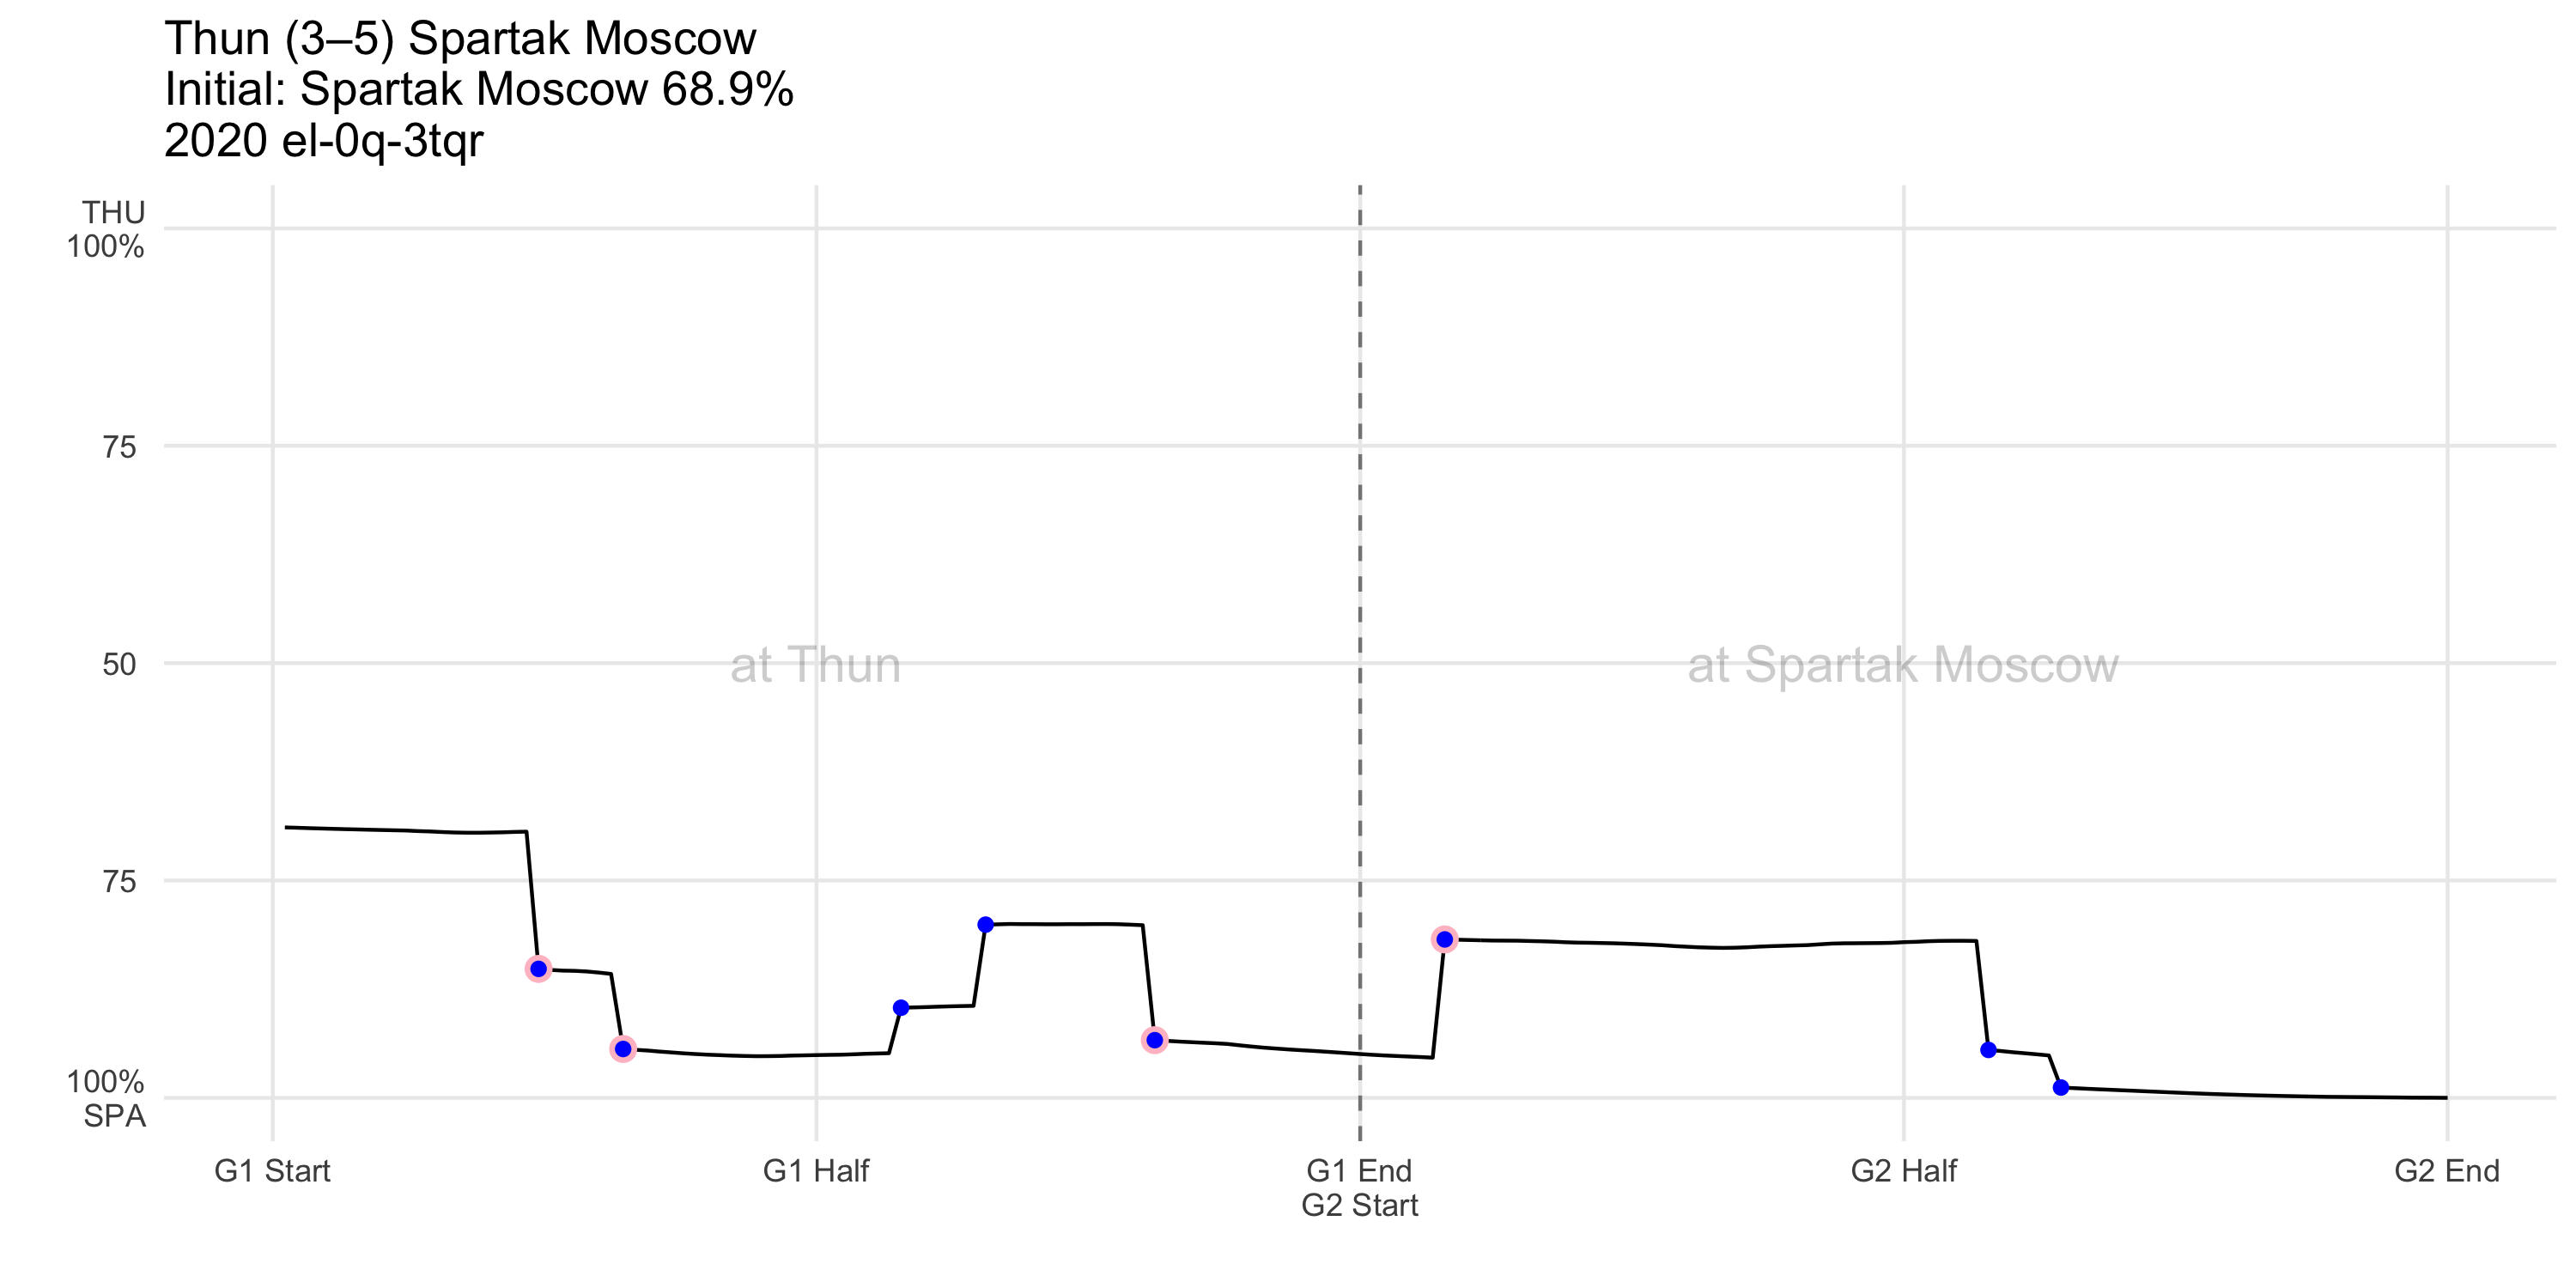 Thun (3–5) Spartak Moscow
Initial: Spartak Moscow 68.9%
2020 el-0q-3tqr
THU
100%
75
50
75
100%
SPA
at Thun
at Spartak Moscow
G1 Start
G1 Half
G1 End
G2 Start
G2 Half
G2 End